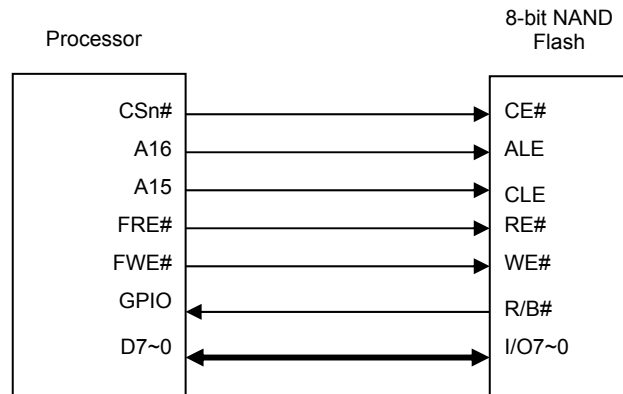 Processor
8-bit NAND
Flash
CSn# CE#
A16 ALE
A15 CLE
FRE# RE#
FWE# WE#
GPIO R/B#
D7~0 I/O7~0